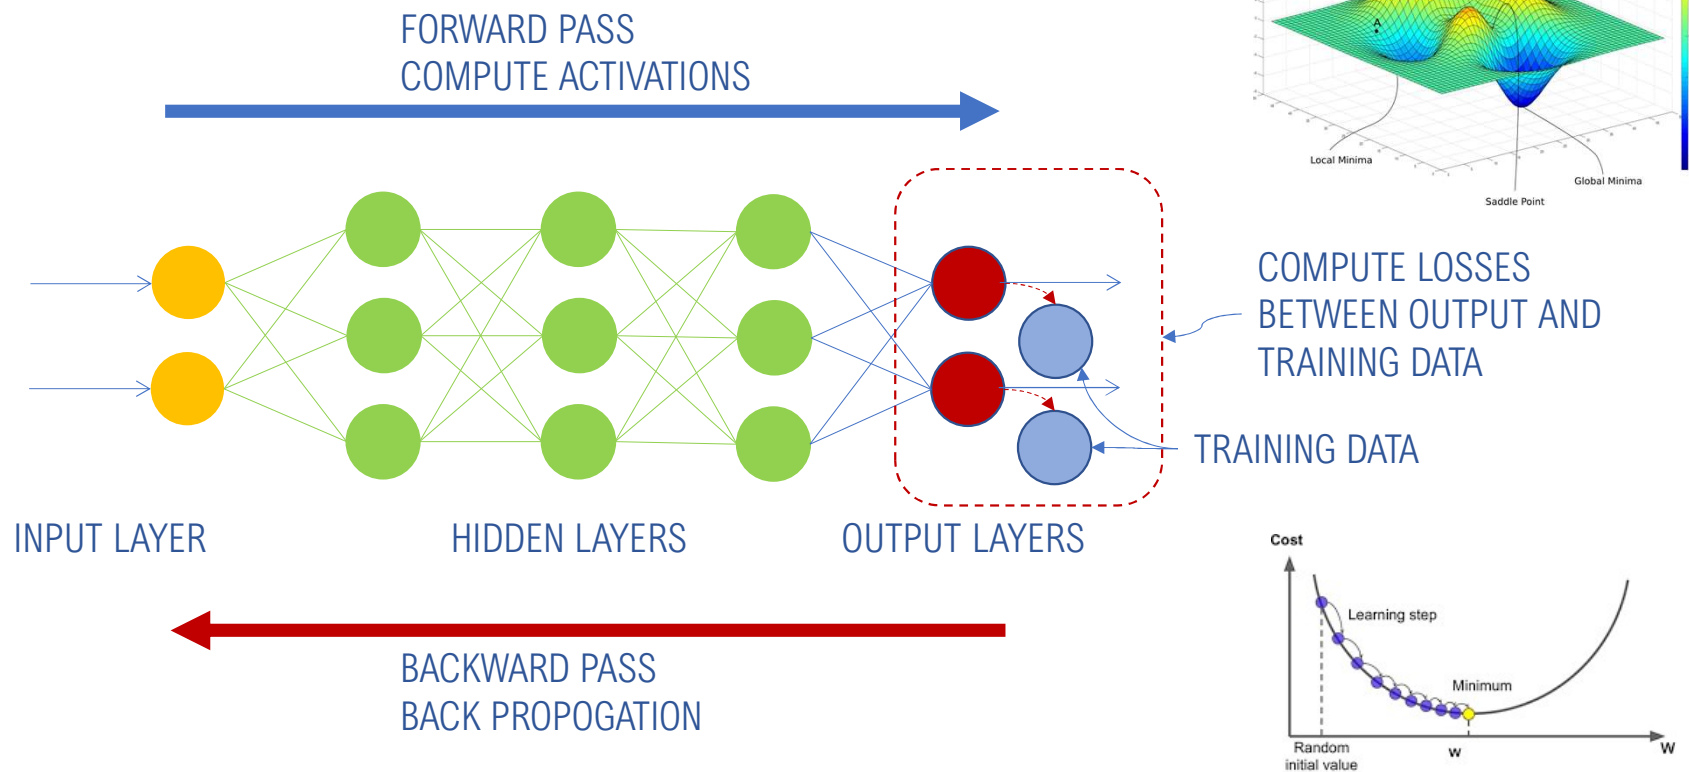 FORWARD PASS
COMPUTE ACTIVATIONS
A
Local Minima
Global Minima
Saddle Point
COMPUTE LOSSES
BETWEEN OUTPUT AND
TRAINING DATA
TRAINING DATA
INPUT LAYER
HIDDEN LAYERS
OUTPUT LAYERS
BACKWARD PASS
BACK PROPOGATION
Cost
Learning step
Minimum
Random
initial value
w
W